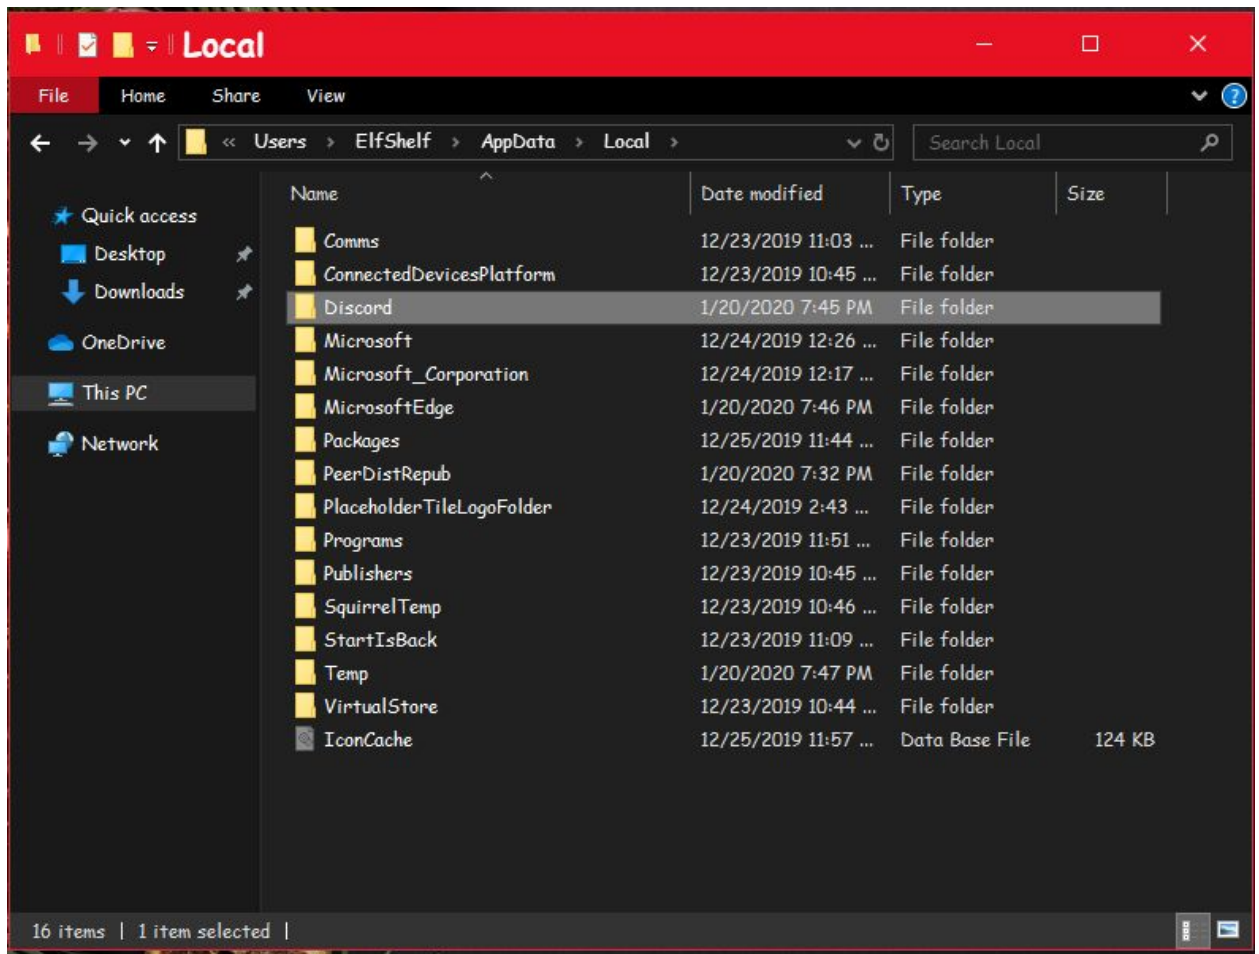 Local
File Home Share View
« Users › ElfShelf › AppData › Local › Search Local
Name Date modified Type Size
Quick access
Desktop
Downloads
OneDrive
This PC
Network
Comms 12/23/2019 11:03 ... File folder
ConnectedDevicesPlatform 12/23/2019 10:45 ... File folder
Discord 1/20/2020 7:45 PM File folder
Microsoft 12/24/2019 12:26 ... File folder
Microsoft_Corporation 12/24/2019 12:17 ... File folder
MicrosoftEdge 1/20/2020 7:46 PM File folder
Packages 12/25/2019 11:44 ... File folder
PeerDistRepub 1/20/2020 7:32 PM File folder
PlaceholderTileLogoFolder 12/24/2019 2:43 ... File folder
Programs 12/23/2019 11:51 ... File folder
Publishers 12/23/2019 10:45 ... File folder
SquirrelTemp 12/23/2019 10:46 ... File folder
StartIsBack 12/23/2019 11:09 ... File folder
Temp 1/20/2020 7:47 PM File folder
VirtualStore 12/23/2019 10:44 ... File folder
IconCache 12/25/2019 11:57 ... Data Base File 124 KB
16 items | 1 item selected |